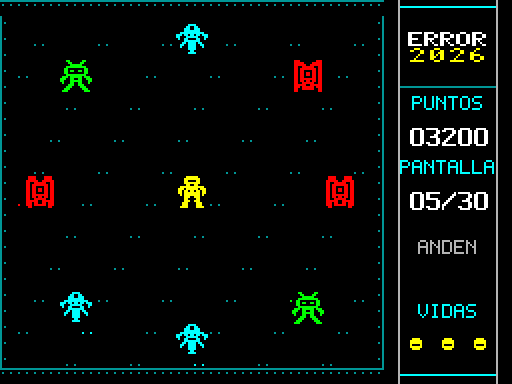 ERROR
2026
PUNTOS
03200
PANTALLA
05/30
ANDEN
VIDAS